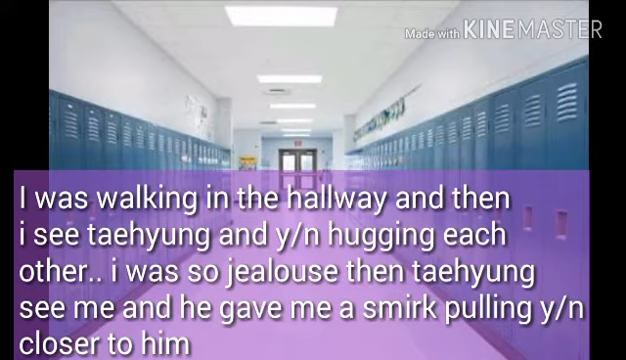 Made with KINEMASTER
I was walking in the hallway and then
i see taehyung and y/n hugging each
other.. i was so jealouse then taehyung
see me and he gave me a smirk pulling y/n
closer to him